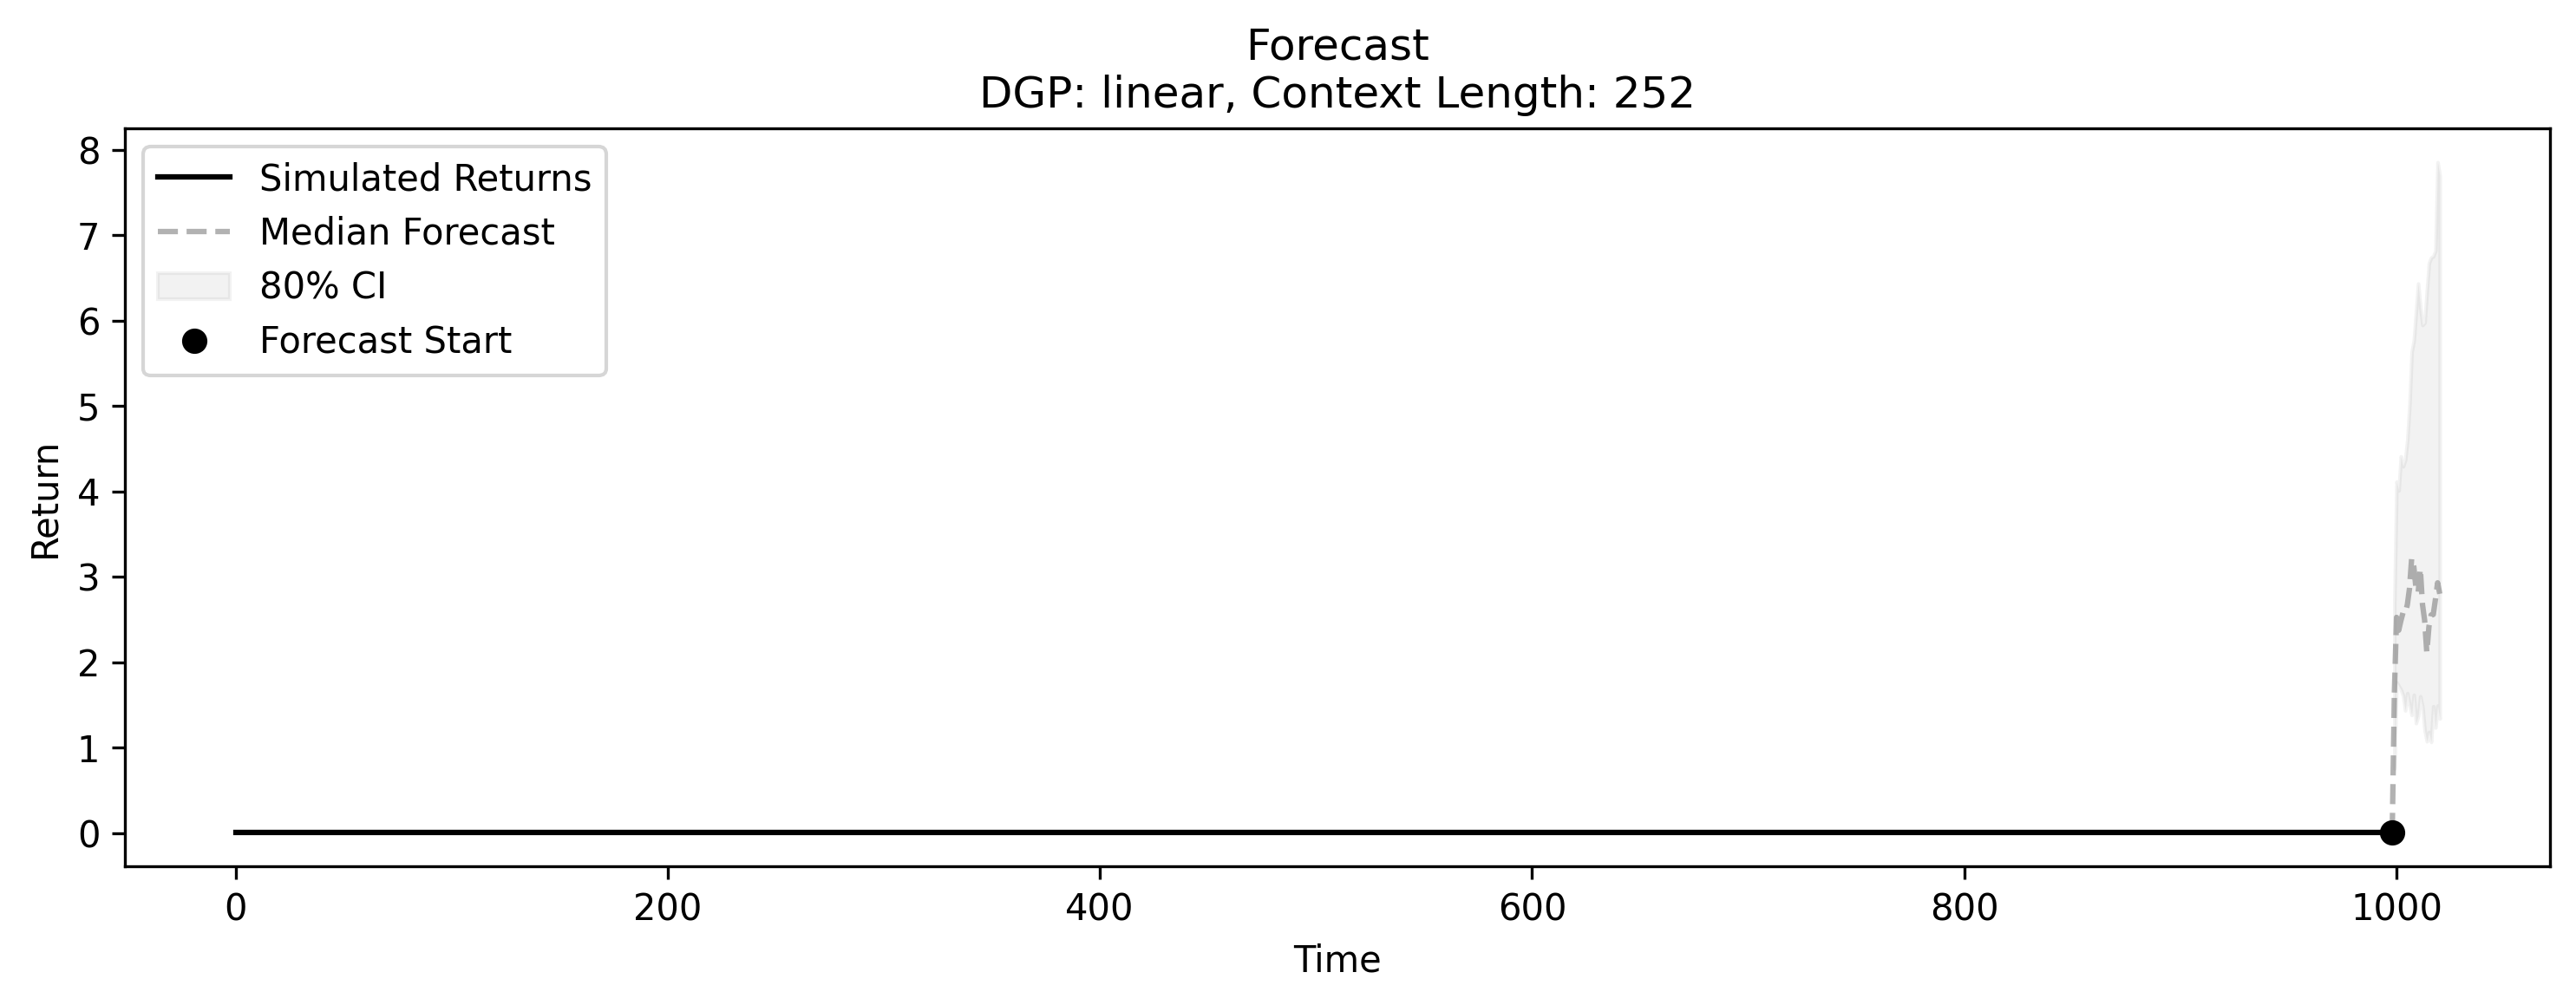 Forecast
DGP: linear, Context Length: 252
8
7
6
5
4
3
2
1
0
Return
Simulated Returns
Median Forecast
80% CI
Forecast Start
0 200 400 600 800 1000
Time